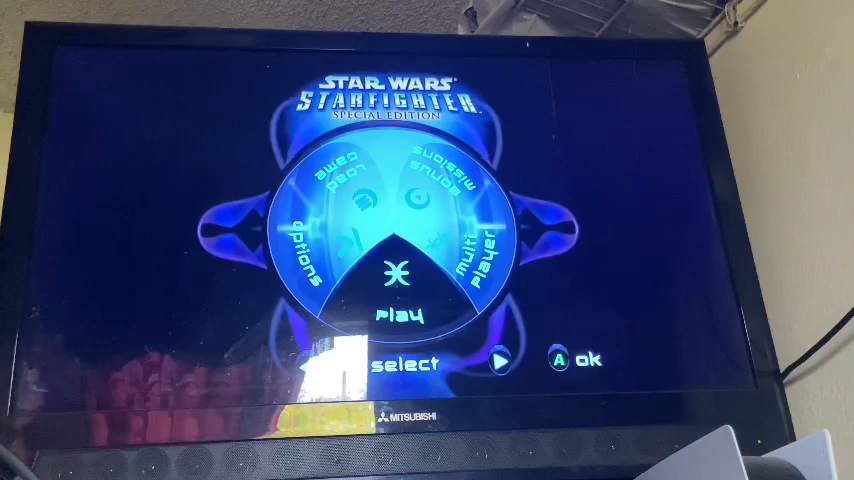 STAR WARS
STARFIGHTER
SPECIAL EDITION
load
game
bonus
missions
options
multi
player
play
select
A ok
MITSUBISHI